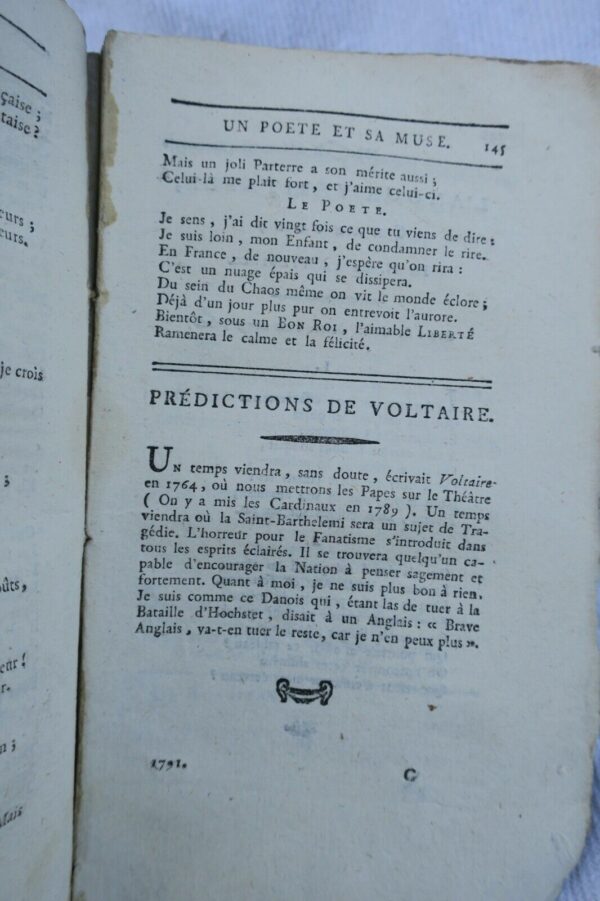 çaise ;
taise ?
eurs ;
eurs.
je crois
;
ûts,
eur !
r.
n ;
Mais
UN POETE ET SA MUSE. 145
Mais un joli Parterre a son mérite aussi ;
Celui-là me plait fort, et j'aime celui-ci.
LE POETE.
Je sens, j'ai dit vingt fois ce que tu viens de dire :
Je suis loin, mon Enfant, de condamner le rire.
En France, de nouveau, j'espère qu'on rira :
C'est un nuage épais qui se dissipera.
Du sein du Chaos même on vit le monde éclore ;
Déjà d'un jour plus pur on entrevoit l'aurore.
Bientôt, sous un BON ROI, l'aimable LIBERTÉ
Ramenera le calme et la félicité.
PRÉDICTIONS DE VOLTAIRE.
UN temps viendra, sans doute, écrivait Voltaire
en 1764, où nous mettrons les Papes sur le Théâtre
( On y a mis les Cardinaux en 1789 ). Un temps
viendra où la Saint-Barthelemi sera un sujet de Tra-
gédie. L'horreur pour le Fanatisme s'introduit dans
tous les esprits éclairés. Il se trouvera quelqu'un ca-
pable d'encourager la Nation à penser sagement et
fortement. Quant à moi, je ne suis plus bon à rien.
Je suis comme ce Danois qui, étant las de tuer à la
Bataille d'Hochstet, disait à un Anglais : « Brave
Anglais, va-t-en tuer le reste, car je n'en peux plus ».
1791. C